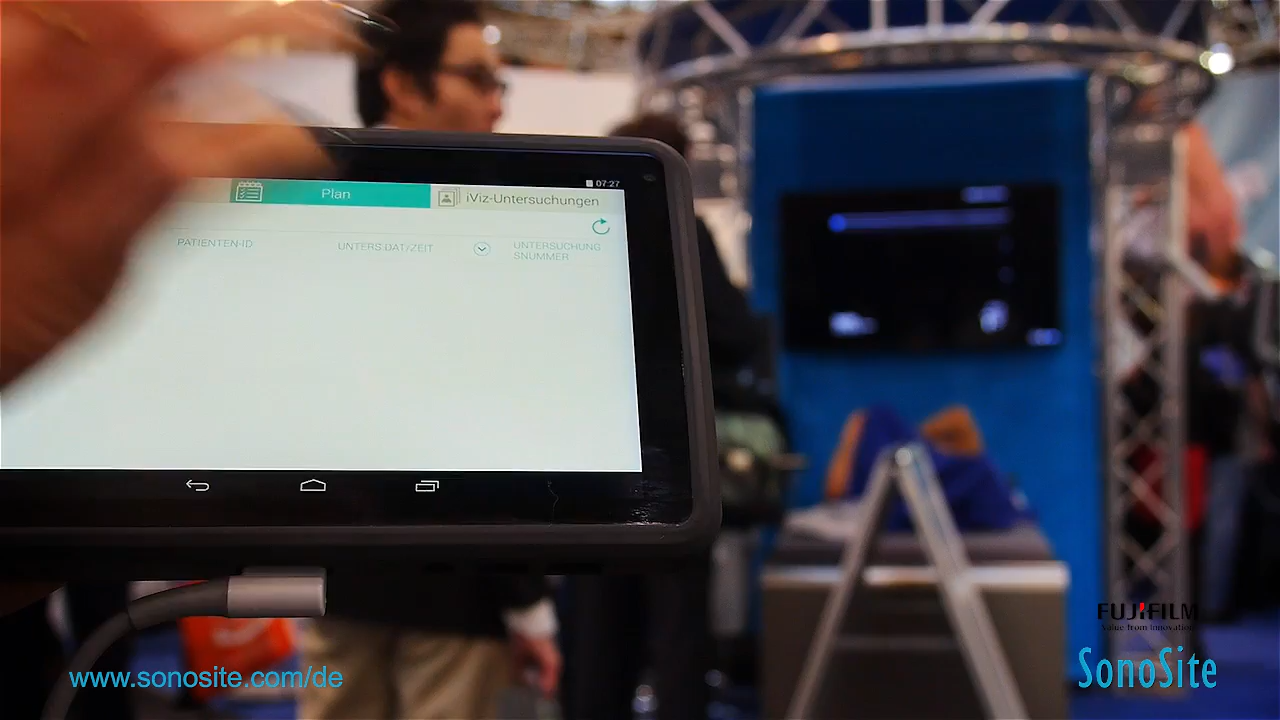 07:27
Plan
iViz-Untersuchungen
PATIENTEN-ID
UNTERS.DAT/ZEIT
UNTERSUCHUNG
SNUMMER
FUJIFILM
Value from Innovation
SonoSite
www.sonosite.com/de